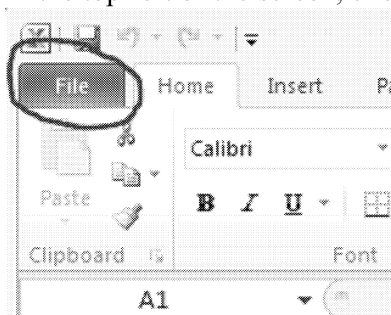 File Home Insert
Calibri
Paste
B I U
Clipboard Font
A1